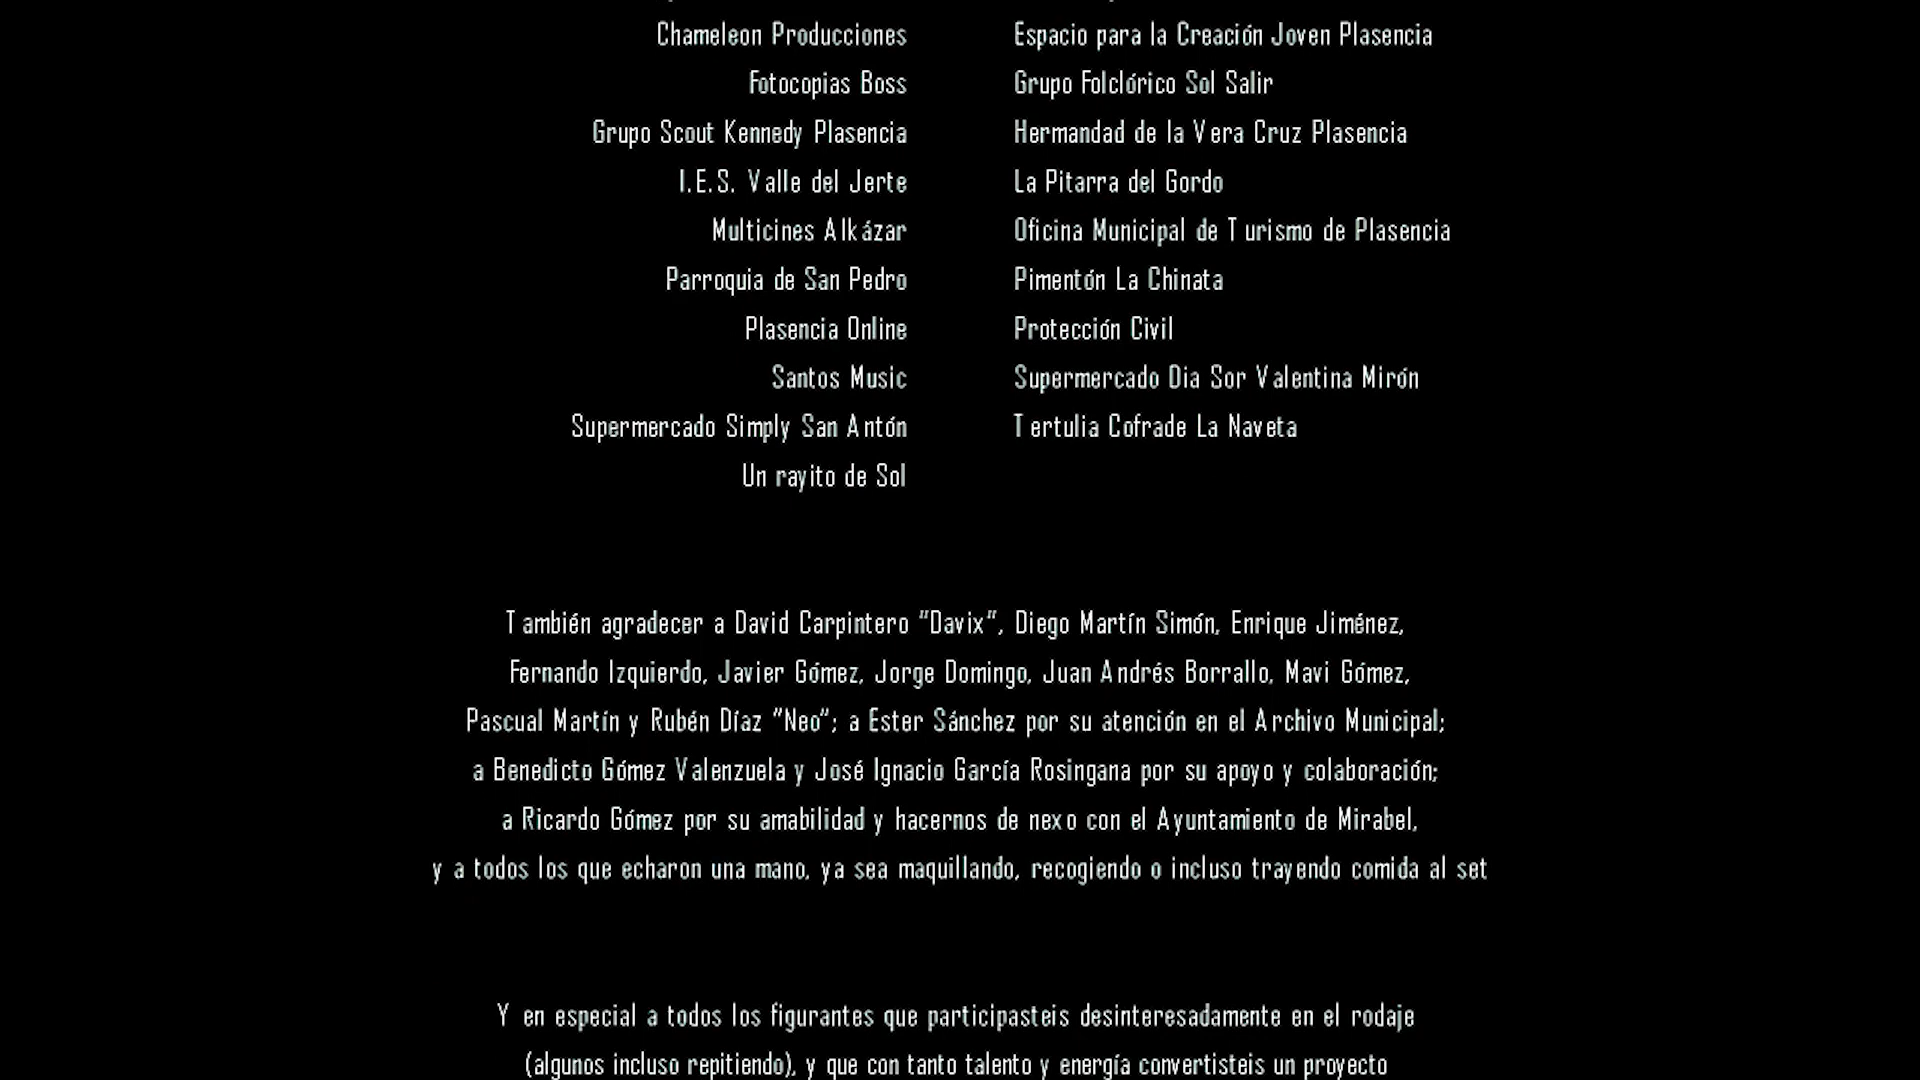 Chameleon Producciones Espacio para la Creación Joven Plasencia
Fotocopias Boss Grupo Folclórico Sol Salir
Grupo Scout Kennedy Plasencia Hermandad de la Vera Cruz Plasencia
I.E.S. Valle del Jerte La Pitarra del Gordo
Multicines Alkázar Oficina Municipal de Turismo de Plasencia
Parroquia de San Pedro Pimentón La Chinata
Plasencia Online Protección Civil
Santos Music Supermercado Dia Sor Valentina Mirón
Supermercado Simply San Antón Tertulia Cofrade La Naveta
Un rayito de Sol
También agradecer a David Carpintero "Davix", Diego Martín Simón, Enrique Jiménez,
Fernando Izquierdo, Javier Gómez, Jorge Domingo, Juan Andrés Borrallo, Mavi Gómez,
Pascual Martín y Rubén Díaz "Neo"; a Ester Sánchez por su atención en el Archivo Municipal;
a Benedicto Gómez Valenzuela y José Ignacio García Rosingana por su apoyo y colaboración;
a Ricardo Gómez por su amabilidad y hacernos de nexo con el Ayuntamiento de Mirabel,
y a todos los que echaron una mano, ya sea maquillando, recogiendo o incluso trayendo comida al set
Y en especial a todos los figurantes que participasteis desinteresadamente en el rodaje
(algunos incluso repitiendo), y que con tanto talento y energía convertisteis un proyecto